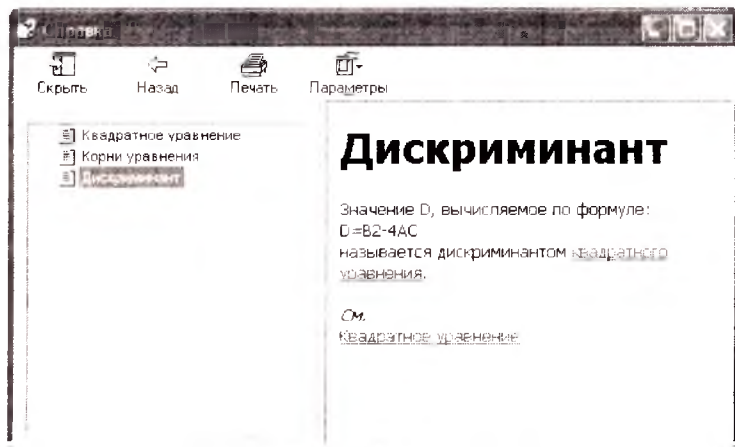 Справка
Скрыть Назад Печать Параметры
Квадратное уравнение
Корни уравнения
Дискриминант
Дискриминант
Значение D, вычисляемое по формуле:
D=B2-4AC
называется дискриминантом квадратного
уравнения.
См.
Квадратное уравнение